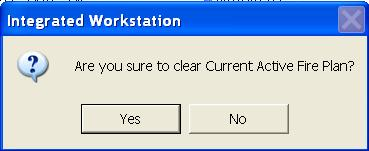 Integrated Workstation
Are you sure to clear Current Active Fire Plan?
Yes
No